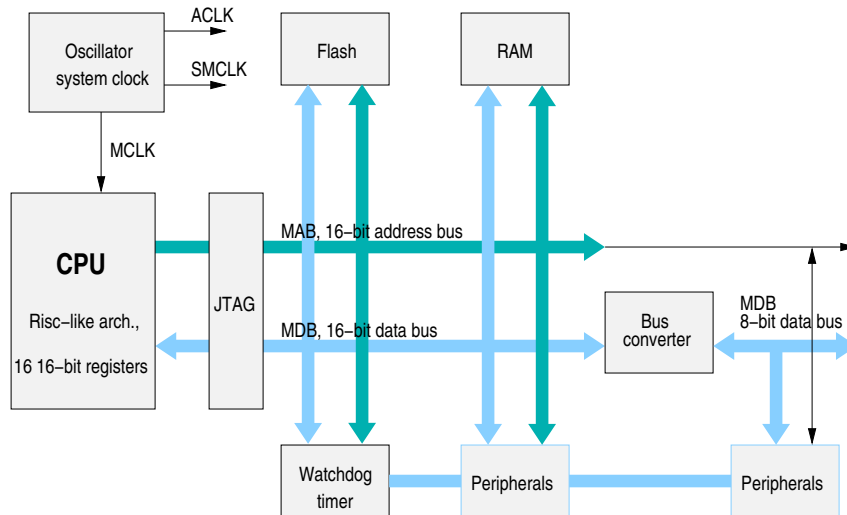 ACLK
Oscillator
system clock
SMCLK
Flash
RAM
MCLK
MAB, 16-bit address bus
CPU
Risc-like arch.,
16 16-bit registers
JTAG
MDB, 16-bit data bus
Bus
converter
MDB
8-bit data bus
Watchdog
timer
Peripherals
Peripherals